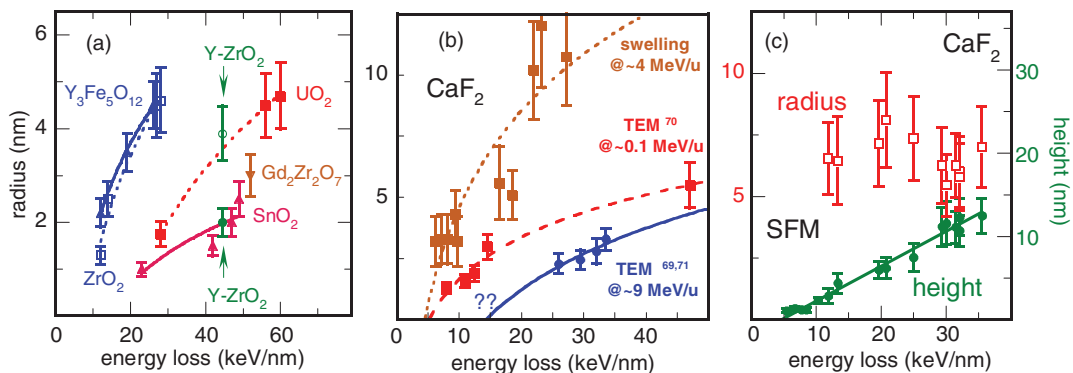 (a)
Y-ZrO2
Y3Fe5O12
UO2
Gd2Zr2O7
SnO2
ZrO2
Y-ZrO2
radius (nm)
6
4
2
0
0 20 40 60
energy loss (keV/nm)
(b)
swelling
@~4 MeV/u
CaF2
TEM 70
@~0.1 MeV/u
TEM 69,71
@~9 MeV/u
??
10
5
0 10 20 30 40
energy loss (keV/nm)
(c)
CaF2
radius
SFM
height
10
5
30
20
10
height (nm)
0 10 20 30 40
energy loss (keV/nm)